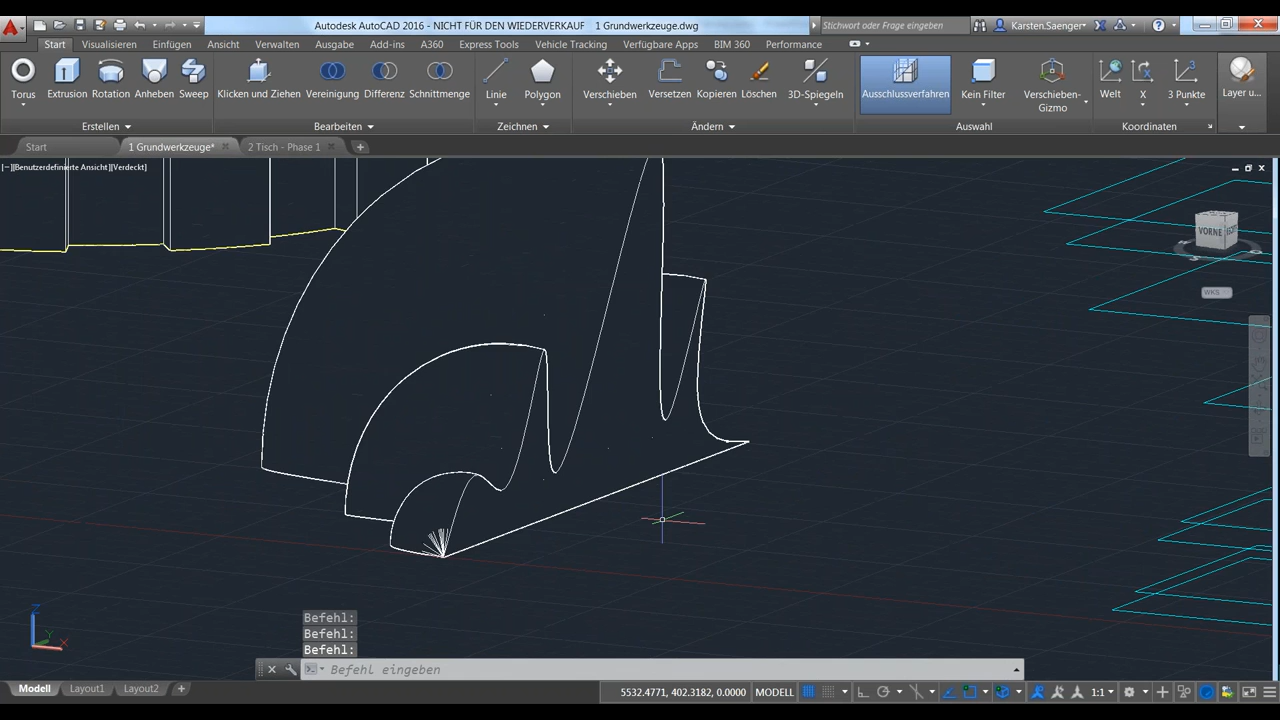 Autodesk AutoCAD 2016 - NICHT FÜR DEN WIEDERVERKAUF 1 Grundwerkzeuge.dwg
Stichwort oder Frage eingeben
Karsten.Saenger
Start Visualisieren Einfügen Ansicht Verwalten Ausgabe Add-ins A360 Express Tools Vehicle Tracking Verfügbare Apps BIM 360 Performance
Torus Extrusion Rotation Anheben Sweep Klicken und Ziehen Vereinigung Differenz Schnittmenge Linie Polygon Verschieben Versetzen Kopieren Löschen 3D-Spiegeln Ausschlussverfahren Kein Filter Verschieben-Gizmo Welt X 3 Punkte Layer u...
Erstellen Bearbeiten Zeichnen Ändern Auswahl Koordinaten
Start 1 Grundwerkzeuge* 2 Tisch - Phase 1
[−][Benutzerdefinierte Ansicht][Verdeckt]
VORNE
WKS
Z
Y
X
Befehl:
Befehl:
Befehl:
Befehl eingeben
Modell Layout1 Layout2
5532.4771, 402.3182, 0.0000 MODELL 1:1